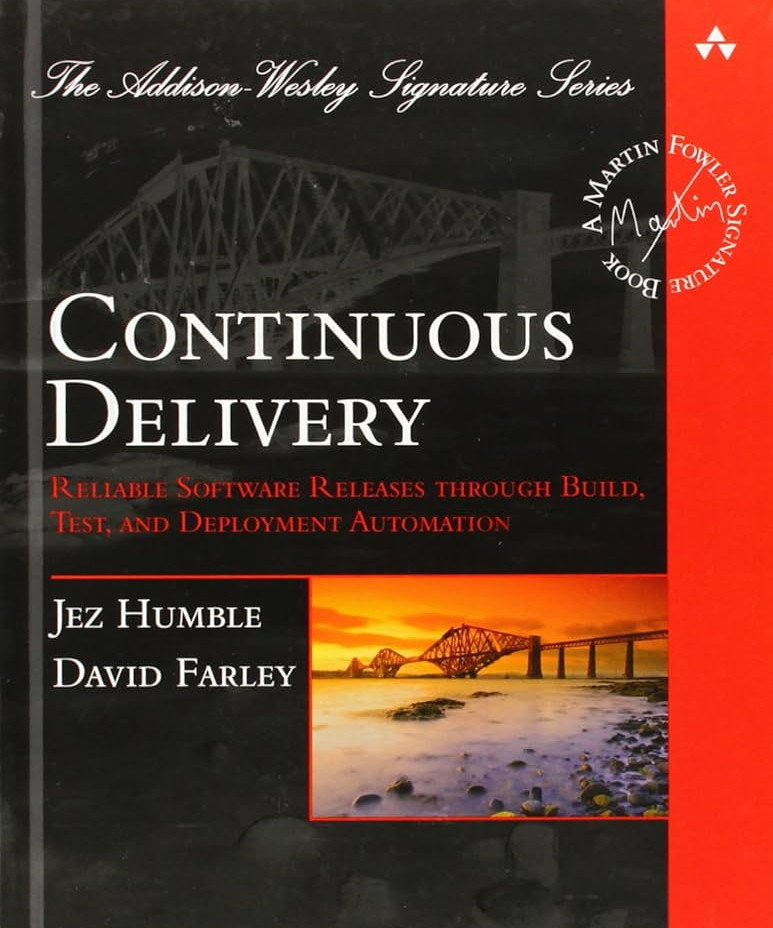 The Addison-Wesley Signature Series
A MARTIN FOWLER SIGNATURE BOOK
Martin
CONTINUOUS
DELIVERY
RELIABLE SOFTWARE RELEASES THROUGH BUILD,
TEST, AND DEPLOYMENT AUTOMATION
JEZ HUMBLE
DAVID FARLEY